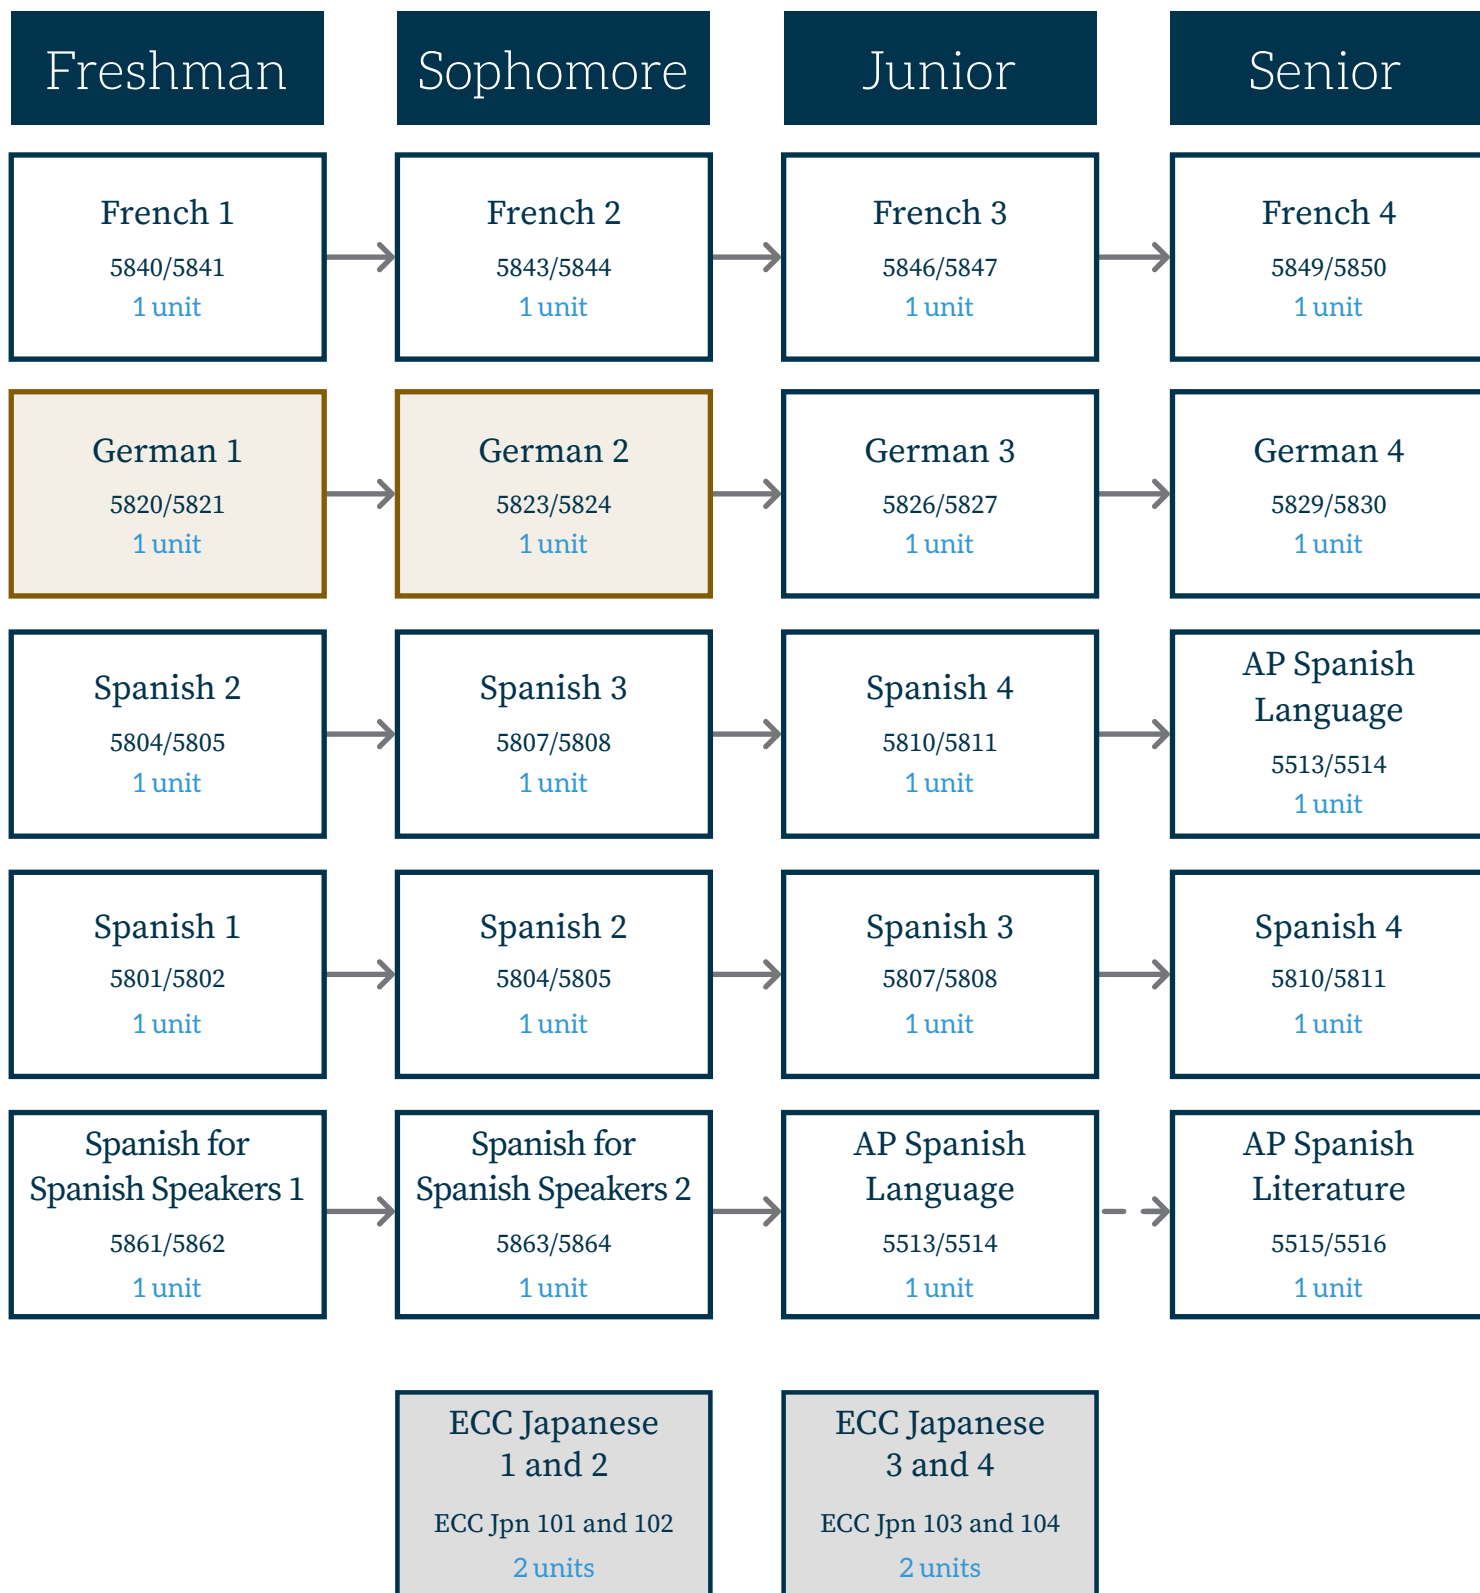 Freshman
Sophomore
Junior
Senior
French 1
5840/5841
1 unit
French 2
5843/5844
1 unit
French 3
5846/5847
1 unit
French 4
5849/5850
1 unit
German 1
5820/5821
1 unit
German 2
5823/5824
1 unit
German 3
5826/5827
1 unit
German 4
5829/5830
1 unit
Spanish 2
5804/5805
1 unit
Spanish 3
5807/5808
1 unit
Spanish 4
5810/5811
1 unit
AP Spanish
Language
5513/5514
1 unit
Spanish 1
5801/5802
1 unit
Spanish 2
5804/5805
1 unit
Spanish 3
5807/5808
1 unit
Spanish 4
5810/5811
1 unit
Spanish for
Spanish Speakers 1
5861/5862
1 unit
Spanish for
Spanish Speakers 2
5863/5864
1 unit
AP Spanish
Language
5513/5514
1 unit
AP Spanish
Literature
5515/5516
1 unit
ECC Japanese
1 and 2
ECC Jpn 101 and 102
2 units
ECC Japanese
3 and 4
ECC Jpn 103 and 104
2 units